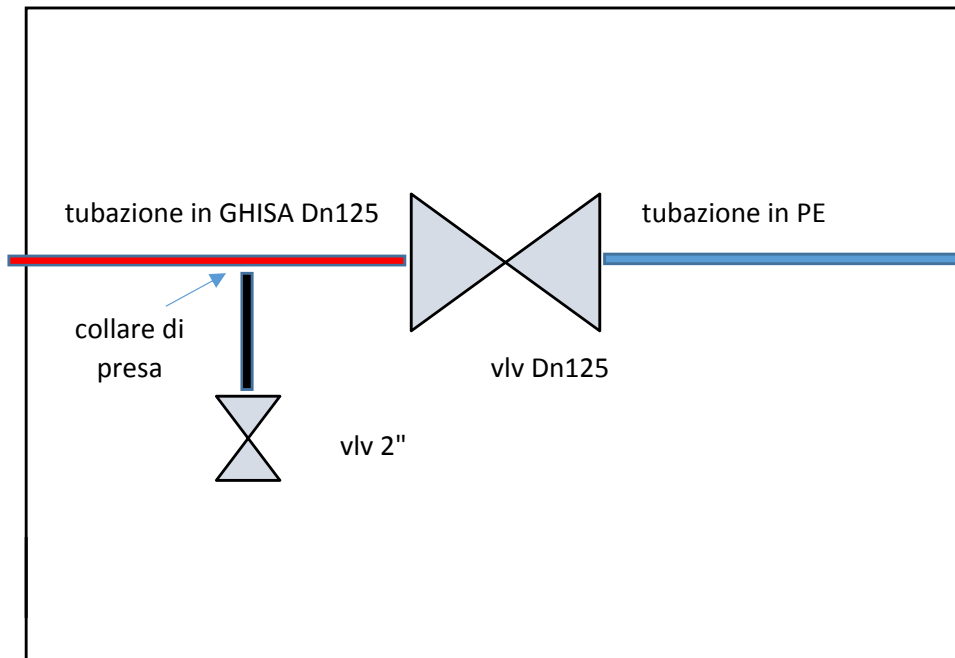 tubazione in GHISA Dn125
tubazione in PE
collare di
presa
vlv Dn125
vlv 2"